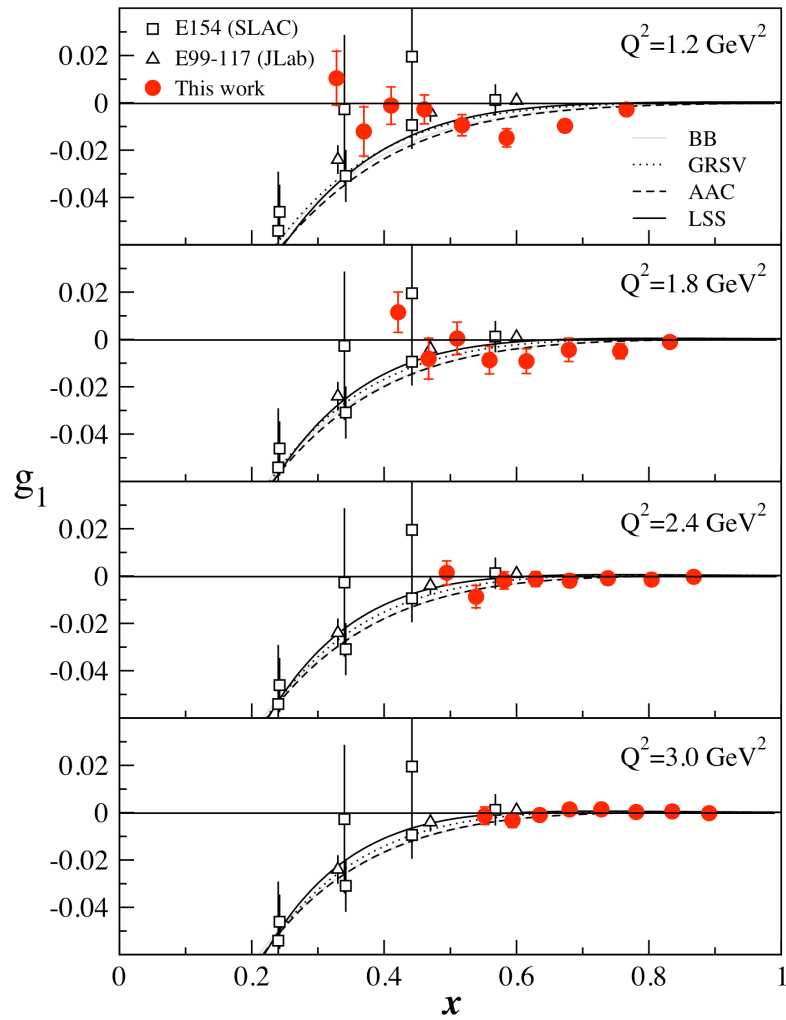 E154 (SLAC)
E99-117 (JLab)
This work
Q²=1.2 GeV²
BB
GRSV
AAC
LSS
0.02
0
-0.02
-0.04
Q²=1.8 GeV²
0.02
0
-0.02
-0.04
g₁
Q²=2.4 GeV²
0.02
0
-0.02
-0.04
Q²=3.0 GeV²
0.02
0
-0.02
-0.04
0 0.2 0.4 0.6 0.8 1
x